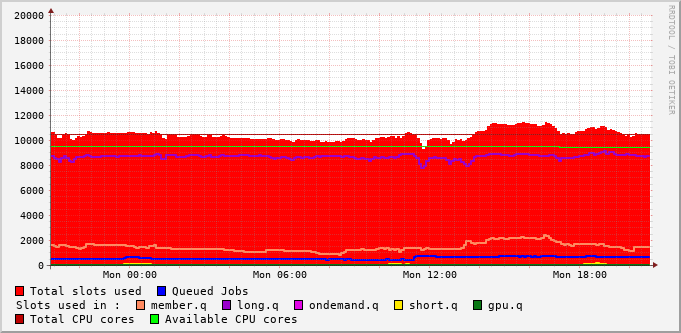 20000
18000
16000
14000
12000
10000
8000
6000
4000
2000
0
Mon 00:00 Mon 06:00 Mon 12:00 Mon 18:00
Total slots used Queued Jobs
Slots used in : member.q long.q ondemand.q short.q gpu.q
Total CPU cores Available CPU cores
RRDTOOL / TOBI OETIKER